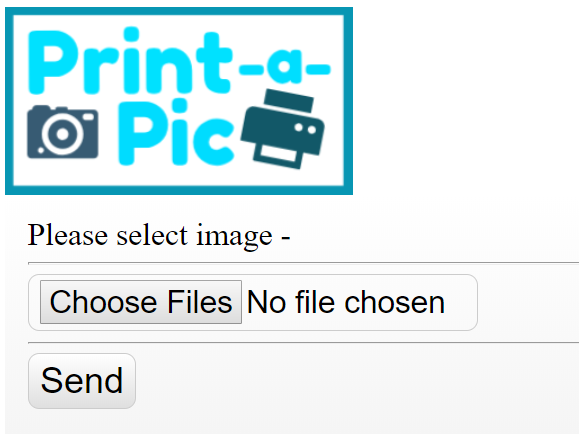 Print-a-
Pic
Please select image -
Choose Files No file chosen
Send